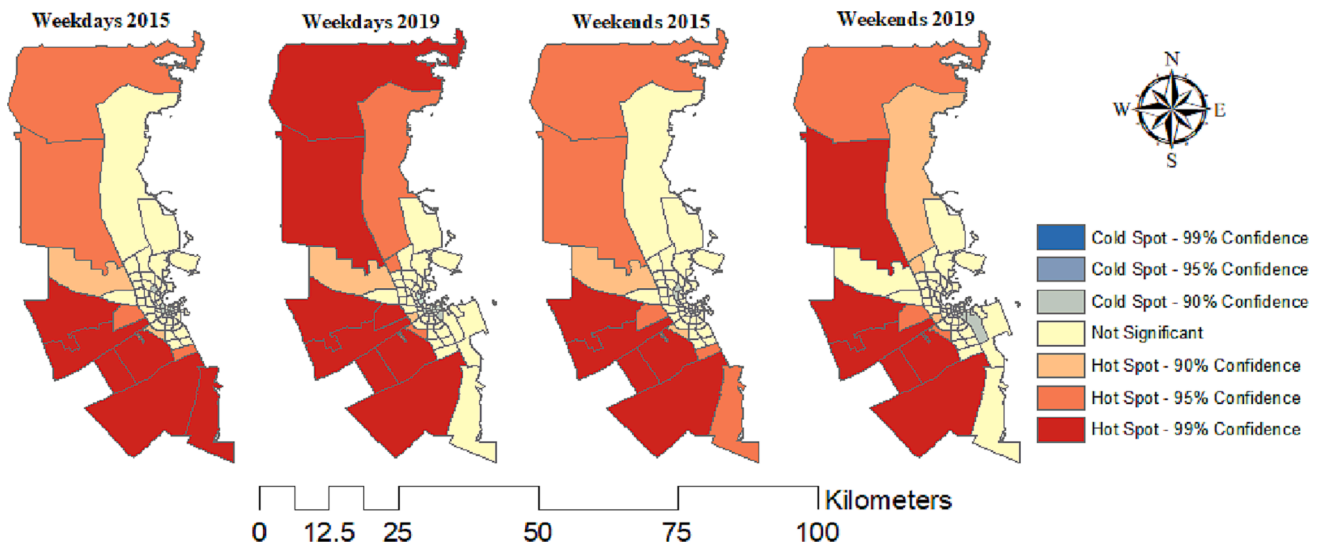 Weekdays 2015
Weekdays 2019
Weekends 2015
Weekends 2019
N
W
E
S
Cold Spot - 99% Confidence
Cold Spot - 95% Confidence
Cold Spot - 90% Confidence
Not Significant
Hot Spot - 90% Confidence
Hot Spot - 95% Confidence
Hot Spot - 99% Confidence
Kilometers
0 12.5 25 50 75 100